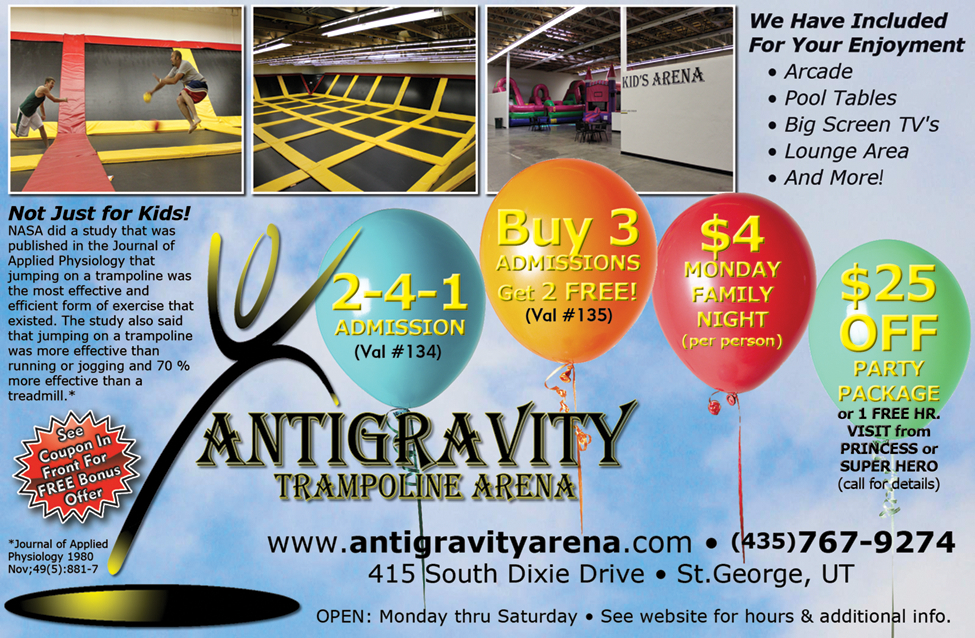 KID'S ARENA
We Have Included
For Your Enjoyment
• Arcade
• Pool Tables
• Big Screen TV's
• Lounge Area
• And More!
Not Just for Kids!
NASA did a study that was
published in the Journal of
Applied Physiology that
jumping on a trampoline was
the most effective and
efficient form of exercise that
existed. The study also said
that jumping on a trampoline
was more effective than
running or jogging and 70 %
more effective than a
treadmill.*
2-4-1
ADMISSION
(Val #134)
Buy 3
ADMISSIONS
Get 2 FREE!
(Val #135)
$4
MONDAY
FAMILY
NIGHT
(per person)
$25
OFF
PARTY
PACKAGE
or 1 FREE HR.
VISIT from
PRINCESS or
SUPER HERO
(call for details)
See
Coupon In
Front For
FREE Bonus
Offer
ANTIGRAVITY
TRAMPOLINE ARENA
*Journal of Applied
Physiology 1980
Nov;49(5):881-7
www.antigravityarena.com • (435)767-9274
415 South Dixie Drive • St.George, UT
OPEN: Monday thru Saturday • See website for hours & additional info.